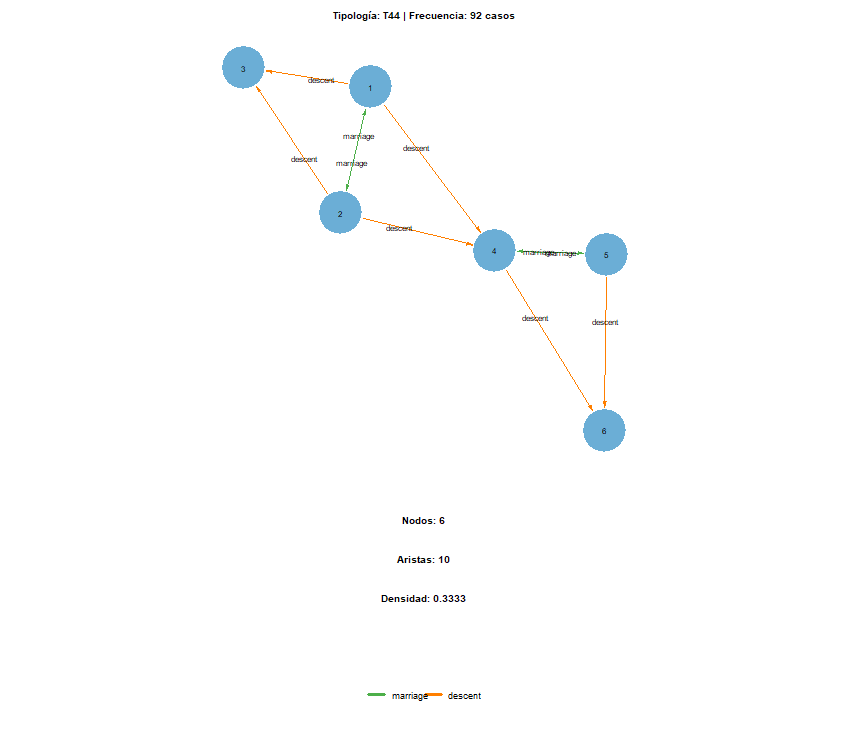 Tipología: T44 | Frecuencia: 92 casos
3
descent
1
marriage
descent
descent
marriage
2
descent
4
marriage
marriage
5
descent
descent
6
Nodos: 6
Aristas: 10
Densidad: 0.3333
marriage
descent